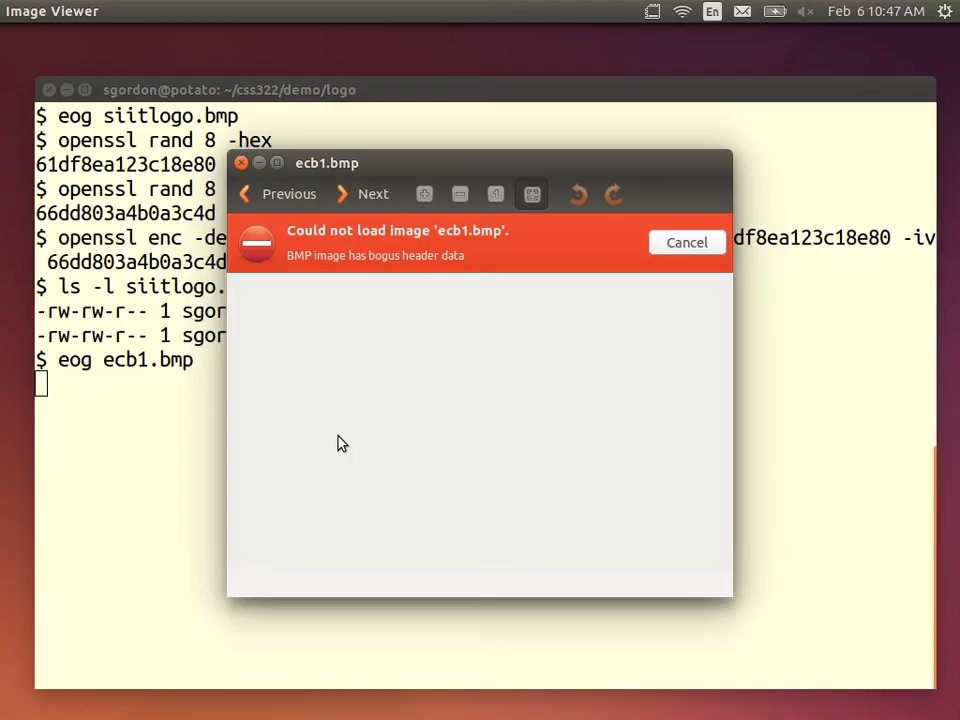 Image Viewer
En
Feb 6 10:47 AM
sgordon@potato: ~/css322/demo/logo
$ eog siitlogo.bmp
$ openssl rand 8 -hex
61df8ea123c18e80
$ openssl rand 8
66dd803a4b0a3c4d
$ openssl enc -de
df8ea123c18e80 -iv
66dd803a4b0a3c4d
$ ls -l siitlogo.
-rw-rw-r-- 1 sgor
-rw-rw-r-- 1 sgor
$ eog ecb1.bmp
ecb1.bmp
Previous
Next
1
Could not load image 'ecb1.bmp'.
BMP image has bogus header data
Cancel